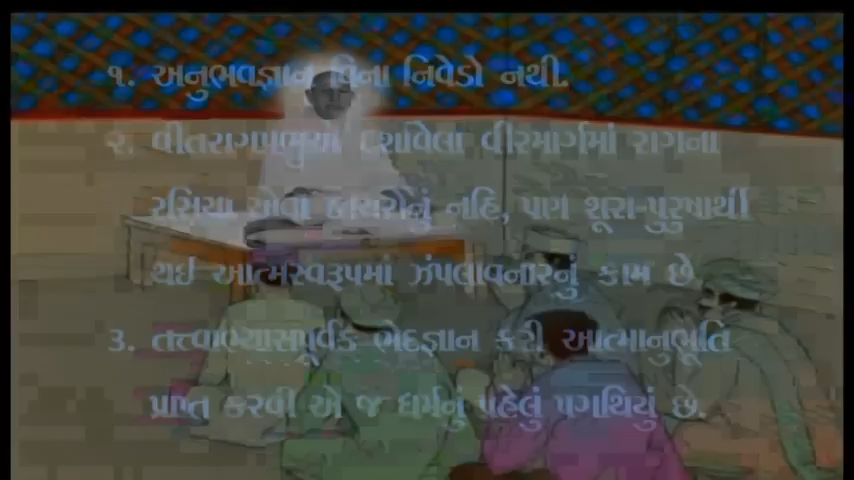 ૧. અનુભવજ્ઞાન વિના નિવેડો નથી.
૨. વીતરાગપ્રભુના દર્શાવેલા વીરમાર્ગમાં રાગના
રસિયા એવા કાયરોનું નહિ, પણ શૂરા-પુરુષાર્થી
થઈ આત્મસ્વરૂપમાં ઝંપલાવનારનું કામ છે
૩. તત્ત્વાભ્યાસપૂર્વક ભેદજ્ઞાન કરી આત્માનુભૂતિ
પ્રાપ્ત કરવી એ જ ધર્મનું પહેલું પગથિયું છે.